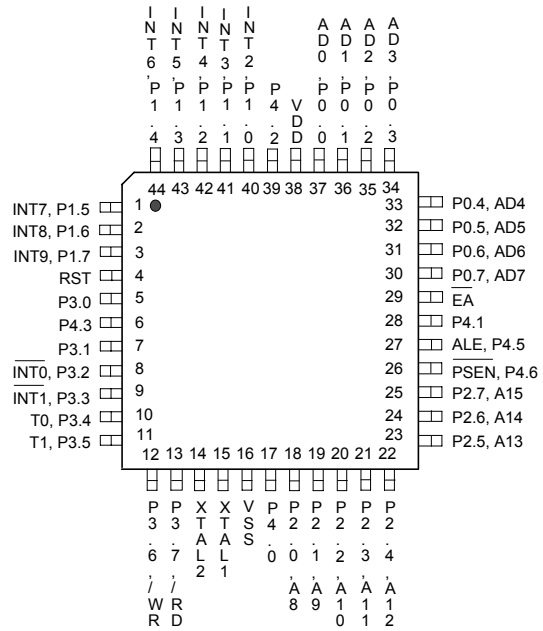 INT6, P1.4
INT5, P1.3
INT4, P1.2
INT3, P1.1
INT2, P1.0
P4.2
VDD
AD0, P0.0
AD1, P0.1
AD2, P0.2
AD3, P0.3
44 43 42 41 40 39 38 37 36 35 34
INT7, P1.5 1
INT8, P1.6 2
INT9, P1.7 3
RST 4
P3.0 5
P4.3 6
P3.1 7
INT0, P3.2 8
INT1, P3.3 9
T0, P3.4 10
T1, P3.5 11
33 P0.4, AD4
32 P0.5, AD5
31 P0.6, AD6
30 P0.7, AD7
29 EA
28 P4.1
27 ALE, P4.5
26 PSEN, P4.6
25 P2.7, A15
24 P2.6, A14
23 P2.5, A13
12 13 14 15 16 17 18 19 20 21 22
P3.6, /WR
P3.7, /RD
XTAL2
XTAL1
VSS
P4.0
P2.0, A8
P2.1, A9
P2.2, A10
P2.3, A11
P2.4, A12